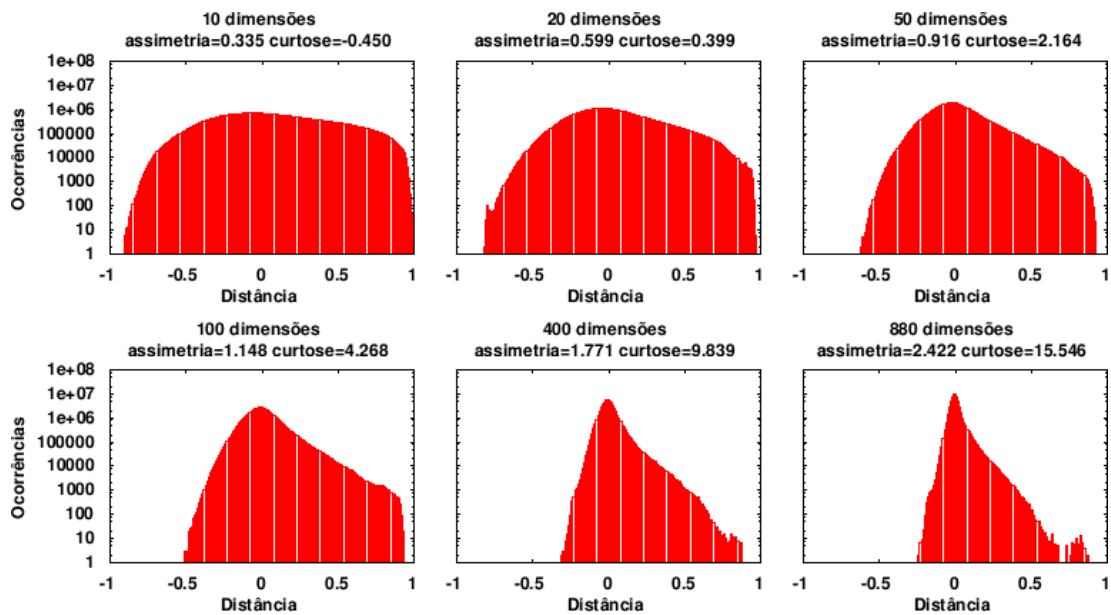 10 dimensões
assimetria=0.335 curtose=-0.450
20 dimensões
assimetria=0.599 curtose=0.399
50 dimensões
assimetria=0.916 curtose=2.164
Ocorrências
1e+08
1e+07
1e+06
100000
10000
1000
100
10
1
-1 -0.5 0 0.5 1
Distância
-1 -0.5 0 0.5 1
Distância
-1 -0.5 0 0.5 1
Distância
100 dimensões
assimetria=1.148 curtose=4.268
400 dimensões
assimetria=1.771 curtose=9.839
880 dimensões
assimetria=2.422 curtose=15.546
Ocorrências
1e+08
1e+07
1e+06
100000
10000
1000
100
10
1
-1 -0.5 0 0.5 1
Distância
-1 -0.5 0 0.5 1
Distância
-1 -0.5 0 0.5 1
Distância